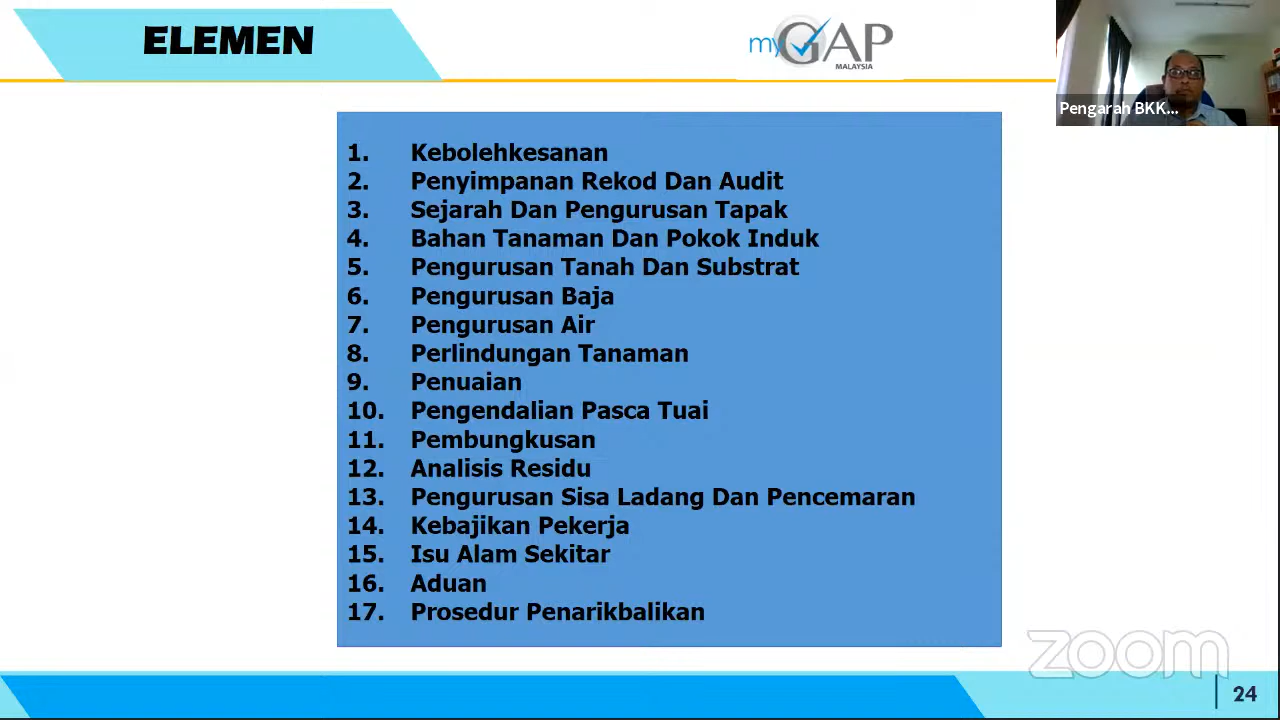 ELEMEN
my GAP
MALAYSIA
Pengarah BKK...
1. Kebolehkesanan
2. Penyimpanan Rekod Dan Audit
3. Sejarah Dan Pengurusan Tapak
4. Bahan Tanaman Dan Pokok Induk
5. Pengurusan Tanah Dan Substrat
6. Pengurusan Baja
7. Pengurusan Air
8. Perlindungan Tanaman
9. Penuaian
10. Pengendalian Pasca Tuai
11. Pembungkusan
12. Analisis Residu
13. Pengurusan Sisa Ladang Dan Pencemaran
14. Kebajikan Pekerja
15. Isu Alam Sekitar
16. Aduan
17. Prosedur Penarikbalikan
zoom
24